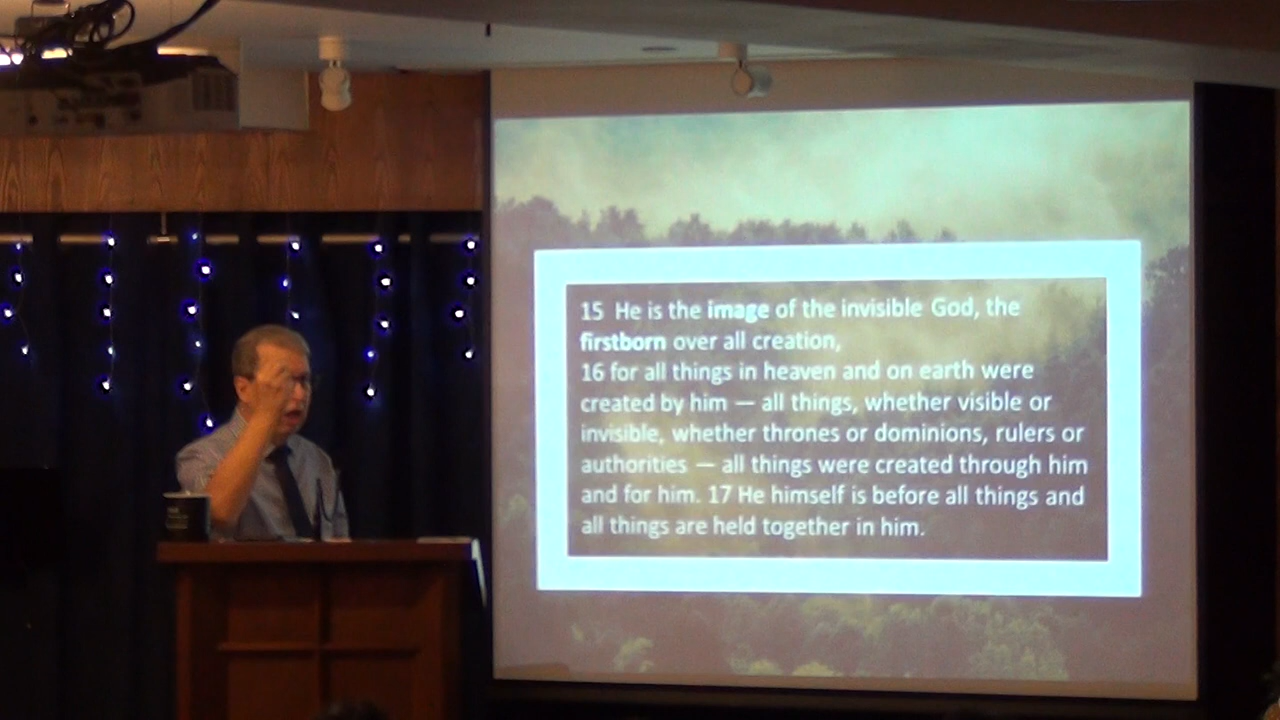 15 He is the image of the invisible God, the
firstborn over all creation,
16 for all things in heaven and on earth were
created by him — all things, whether visible or
invisible, whether thrones or dominions, rulers or
authorities — all things were created through him
and for him. 17 He himself is before all things and
all things are held together in him.